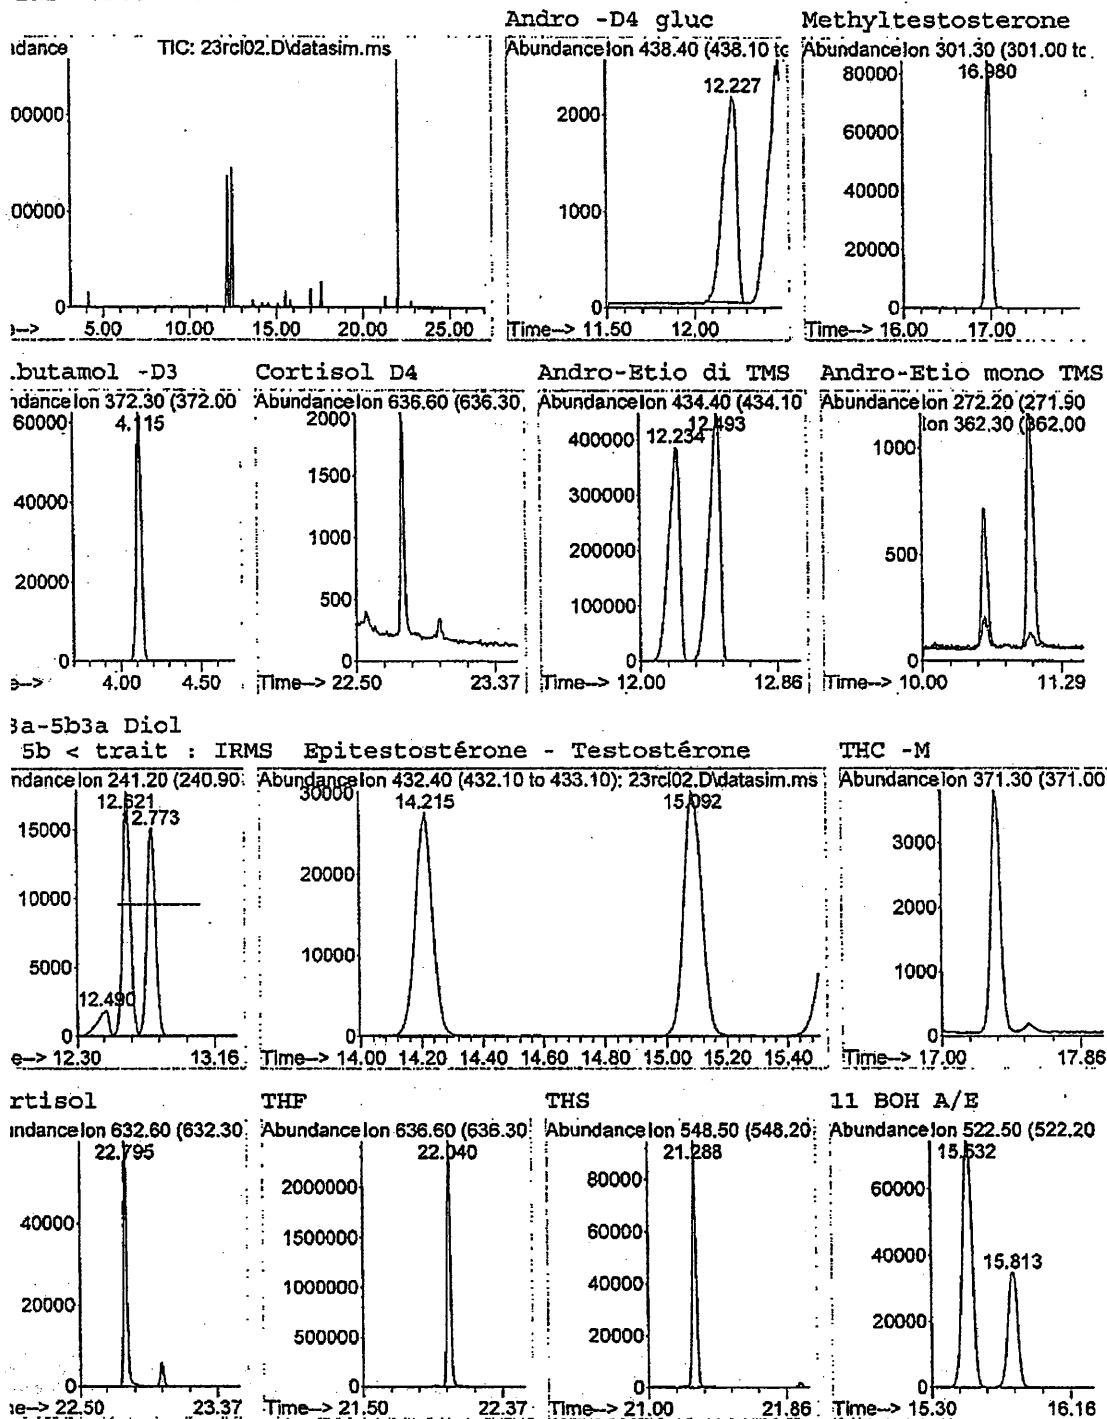 Andro -D4 gluc
Methyltestosterone
dance TIC: 23rcl02.D\datasim.ms
Abundance Ion 438.40 (438.10 tc
Abundance Ion 301.30 (301.00 tc
00000
00000
0
5.00 10.00 15.00 20.00 25.00
-->
12.227
2000
1000
0
Time--> 11.50 12.00
16.980
80000
60000
40000
20000
0
Time--> 16.00 17.00
butamol -D3
Cortisol D4
Andro-Etio di TMS
Andro-Etio mono TMS
ndance Ion 372.30 (372.00
Abundance Ion 636.60 (636.30
Abundance Ion 434.40 (434.10
Abundance Ion 272.20 (271.90
Ion 362.30 (362.00
4.115
60000
40000
20000
0
4.00 4.50
-->
2000
1500
1000
500
0
Time--> 22.50 23.37
12.234 12.493
400000
300000
200000
100000
0
Time--> 12.00 12.86
1000
500
0
Time--> 10.00 11.29
3a-5b3a Diol
5b < trait : IRMS
Epitestostérone - Testostérone
THC -M
ndance Ion 241.20 (240.90
Abundance Ion 432.40 (432.10 to 433.10): 23rcl02.D\datasim.ms
Abundance Ion 371.30 (371.00
12.621
2.773
12.490
15000
10000
5000
0
e--> 12.30 13.16
14.215 15.092
30000
20000
10000
0
Time--> 14.00 14.20 14.40 14.60 14.80 15.00 15.20 15.40
3000
2000
1000
0
Time--> 17.00 17.86
rtisol
THF
THS
11 BOH A/E
ndance Ion 632.60 (632.30
Abundance Ion 636.60 (636.30
Abundance Ion 548.50 (548.20
Abundance Ion 522.50 (522.20
22.795
40000
20000
0
ne--> 22.50 23.37
22.040
2000000
1500000
1000000
500000
0
Time--> 21.50 22.37
21.288
80000
60000
40000
20000
0
Time--> 21.00 21.86
15.632
15.813
60000
40000
20000
0
Time--> 15.30 16.16